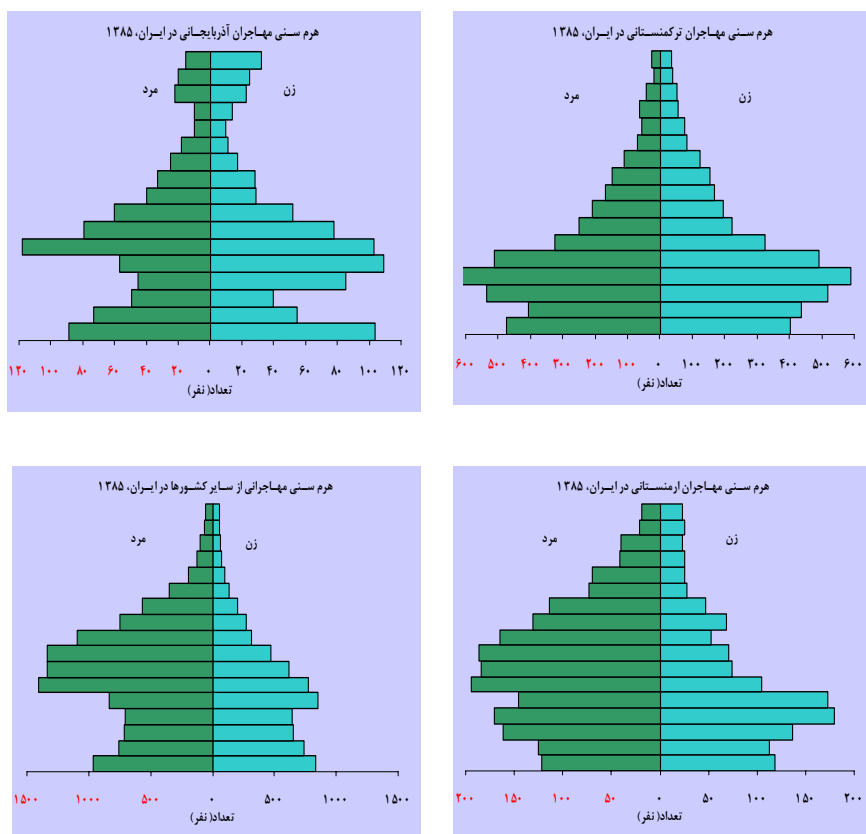 هرم سنی مهاجران آذربایجانی در ایران، ۱۳۸۵
مرد زن
۱۲۰ ۱۰۰ ۸۰ ۶۰ ۴۰ ۲۰ ۰ ۲۰ ۴۰ ۶۰ ۸۰ ۱۰۰ ۱۲۰
تعداد( نفر)
هرم سنی مهاجران ترکمنستانی در ایران، ۱۳۸۵
مرد زن
۶۰۰ ۵۰۰ ۴۰۰ ۳۰۰ ۲۰۰ ۱۰۰ ۰ ۱۰۰ ۲۰۰ ۳۰۰ ۴۰۰ ۵۰۰ ۶۰۰
تعداد( نفر)
هرم سنی مهاجرانی از سایر کشورها در ایران، ۱۳۸۵
مرد زن
۱۵۰۰ ۱۰۰۰ ۵۰۰ ۰ ۵۰۰ ۱۰۰۰ ۱۵۰۰
تعداد( نفر)
هرم سنی مهاجران ارمنستانی در ایران، ۱۳۸۵
مرد زن
۲۰۰ ۱۵۰ ۱۰۰ ۵۰ ۰ ۵۰ ۱۰۰ ۱۵۰ ۲۰۰
تعداد( نفر)